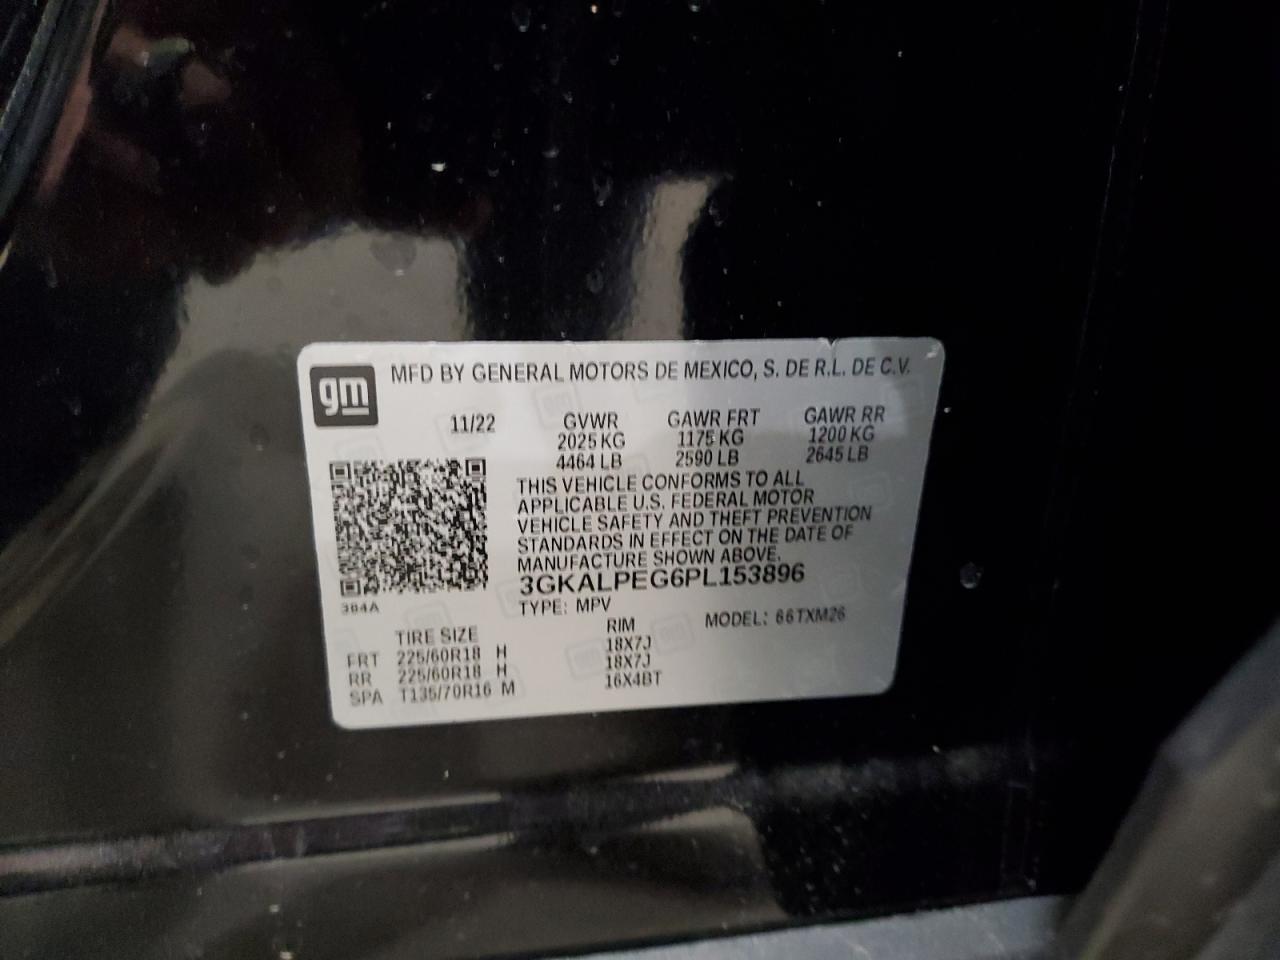 gm
MFD BY GENERAL MOTORS DE MEXICO, S. DE R.L. DE C.V.
11/22 GVWR GAWR FRT GAWR RR
2025 KG 1175 KG 1200 KG
4464 LB 2590 LB 2645 LB
THIS VEHICLE CONFORMS TO ALL
APPLICABLE U.S. FEDERAL MOTOR
VEHICLE SAFETY AND THEFT PREVENTION
STANDARDS IN EFFECT ON THE DATE OF
MANUFACTURE SHOWN ABOVE.
3GKALPEG6PL153896
384A
TYPE: MPV
MODEL: 66TXM26
TIRE SIZE RIM
FRT 225/60R18 H 18X7J
RR 225/60R18 H 18X7J
SPA T135/70R16 M 16X4BT